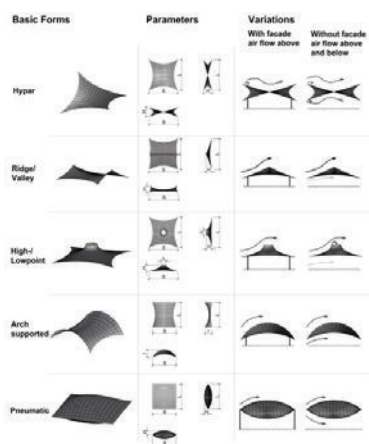 Basic Forms
Parameters
Variations
With facade
air flow above
Without facade
air flow above
and below
Hypar
Ridge/
Valley
High-/
Lowpoint
Arch
supported
Pneumatic